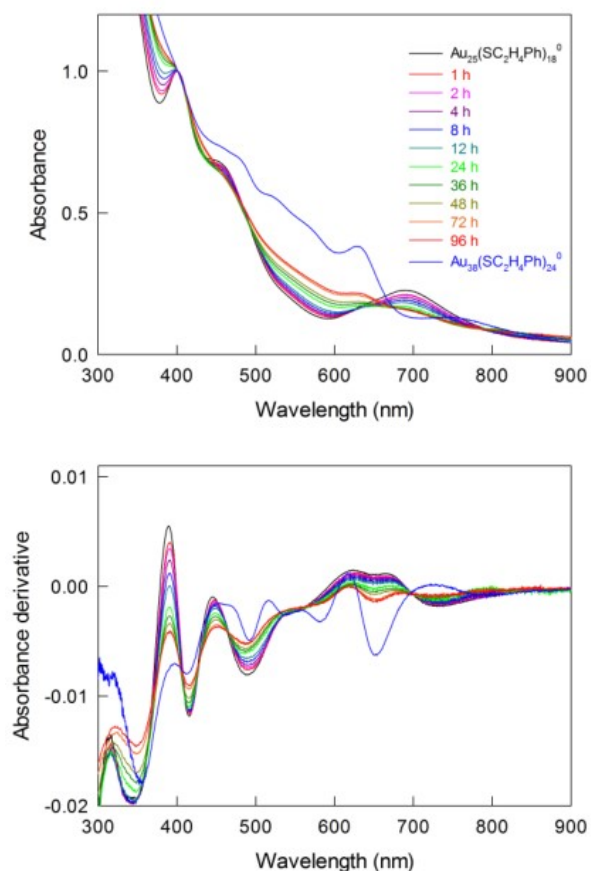 Absorbance
1.0
0.5
0.0
Au₂₅(SC₂H₄Ph)₁₈⁰
1 h
2 h
4 h
8 h
12 h
24 h
36 h
48 h
72 h
96 h
Au₃₈(SC₂H₄Ph)₂₄⁰
300 400 500 600 700 800 900
Wavelength (nm)
Absorbance derivative
0.01
0.00
-0.01
-0.02
300 400 500 600 700 800 900
Wavelength (nm)